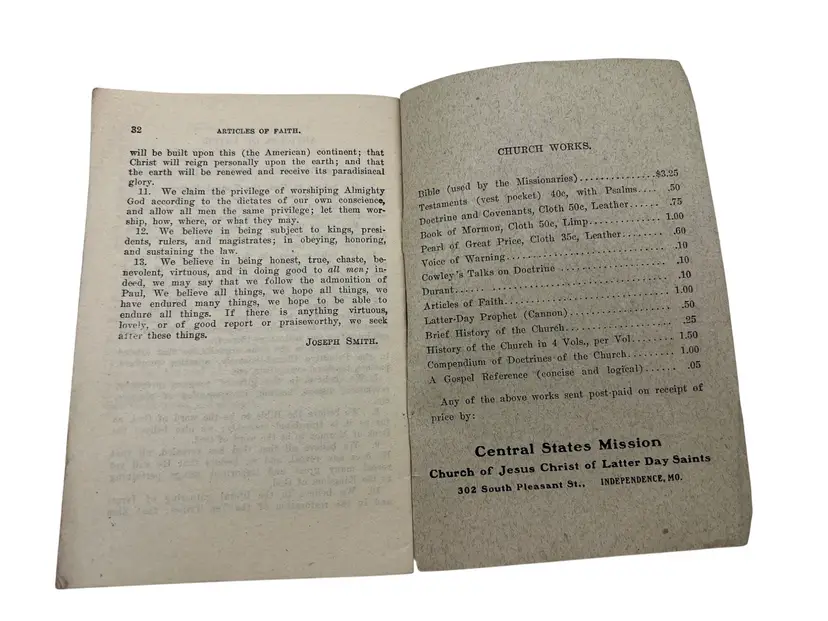 32 ARTICLES OF FAITH.
will be built upon this (the American) continent; that
Christ will reign personally upon the earth; and that
the earth will be renewed and receive its paradisiacal
glory.
11. We claim the privilege of worshiping Almighty
God according to the dictates of our own conscience,
and allow all men the same privilege; let them wor-
ship, how, where, or what they may.
12. We believe in being subject to kings, presi-
dents, rulers, and magistrates; in obeying, honoring,
and sustaining the law.
13. We believe in being honest, true, chaste, be-
nevolent, virtuous, and in doing good to all men; in-
deed, we may say that we follow the admonition of
Paul, We believe all things, we hope all things, we
have endured many things, we hope to be able to
endure all things. If there is anything virtuous,
lovely, or of good report or praiseworthy, we seek
after these things.
JOSEPH SMITH.
CHURCH WORKS.
Bible (used by the Missionaries)..............$3.25
Testaments (vest pocket) 40c, with Psalms.... .50
Doctrine and Covenants, Cloth 50c, Leather...... .75
Book of Mormon, Cloth 50c, Limp............ 1.00
Pearl of Great Price, Cloth 35c, Leather........ .60
Voice of Warning.............................. .10
Cowley's Talks on Doctrine .................... .10
Durant........................................ .10
Articles of Faith.............................. 1.00
Latter-Day Prophet (Cannon).................. .50
Brief History of the Church.................... .25
History of the Church in 4 Vols., per Vol........ 1.50
Compendium of Doctrines of the Church......... 1.00
A Gospel Reference (concise and logical)...... .05
Any of the above works sent post-paid on receipt of
price by:
Central States Mission
Church of Jesus Christ of Latter Day Saints
302 South Pleasant St., INDEPENDENCE, MO.